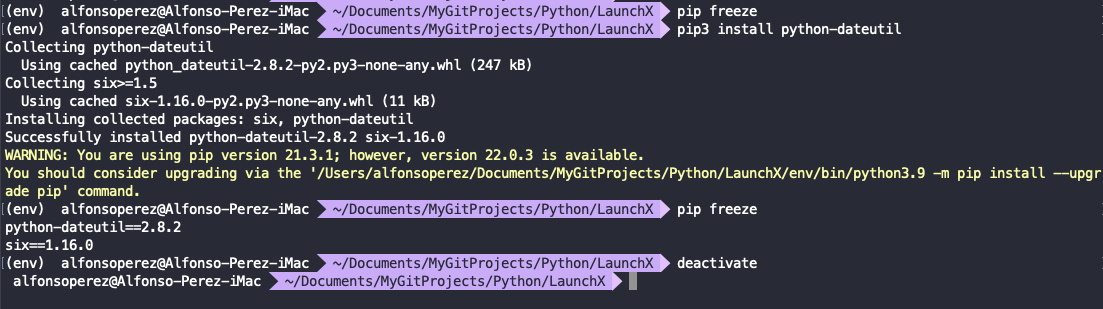 (env) alfonsoperez@Alfonso-Perez-iMac ~/Documents/MyGitProjects/Python/LaunchX pip freeze
(env) alfonsoperez@Alfonso-Perez-iMac ~/Documents/MyGitProjects/Python/LaunchX pip3 install python-dateutil
Collecting python-dateutil
  Using cached python_dateutil-2.8.2-py2.py3-none-any.whl (247 kB)
Collecting six>=1.5
  Using cached six-1.16.0-py2.py3-none-any.whl (11 kB)
Installing collected packages: six, python-dateutil
Successfully installed python-dateutil-2.8.2 six-1.16.0
WARNING: You are using pip version 21.3.1; however, version 22.0.3 is available.
You should consider upgrading via the '/Users/alfonsoperez/Documents/MyGitProjects/Python/LaunchX/env/bin/python3.9 -m pip install --upgr
ade pip' command.
(env) alfonsoperez@Alfonso-Perez-iMac ~/Documents/MyGitProjects/Python/LaunchX pip freeze
python-dateutil==2.8.2
six==1.16.0
(env) alfonsoperez@Alfonso-Perez-iMac ~/Documents/MyGitProjects/Python/LaunchX deactivate
alfonsoperez@Alfonso-Perez-iMac ~/Documents/MyGitProjects/Python/LaunchX